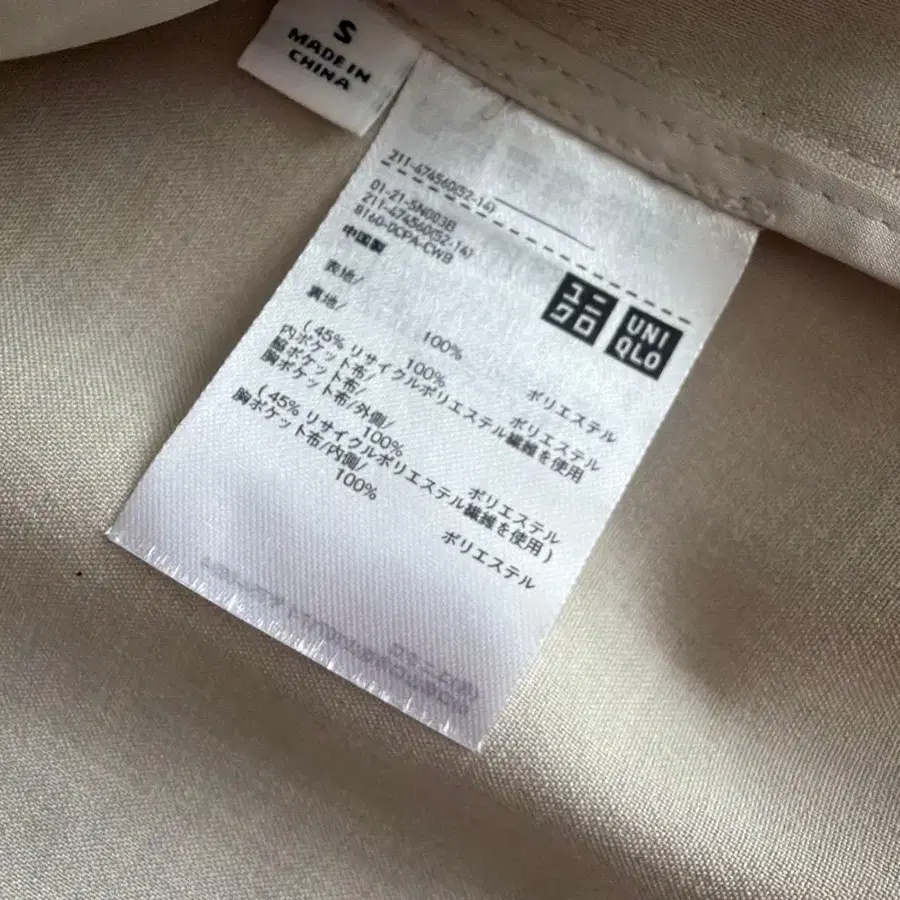 S
MADE IN
CHINA
211-474560(52-14)
01-21-SN003B
211-474560(52-14)
8160-DCPA-CWB
中国製
ユニ
クロ
UNI
QLO
表地/
100% ポリエステル
裏地/
100% ポリエステル
( 45% リサイクルポリエステル繊維を使用
内ポケット布/
脇ポケット布/
胸ポケット布/外側/
100% ポリエステル
( 45% リサイクルポリエステル繊維を使用 )
胸ポケット布/内側/
100% ポリエステル